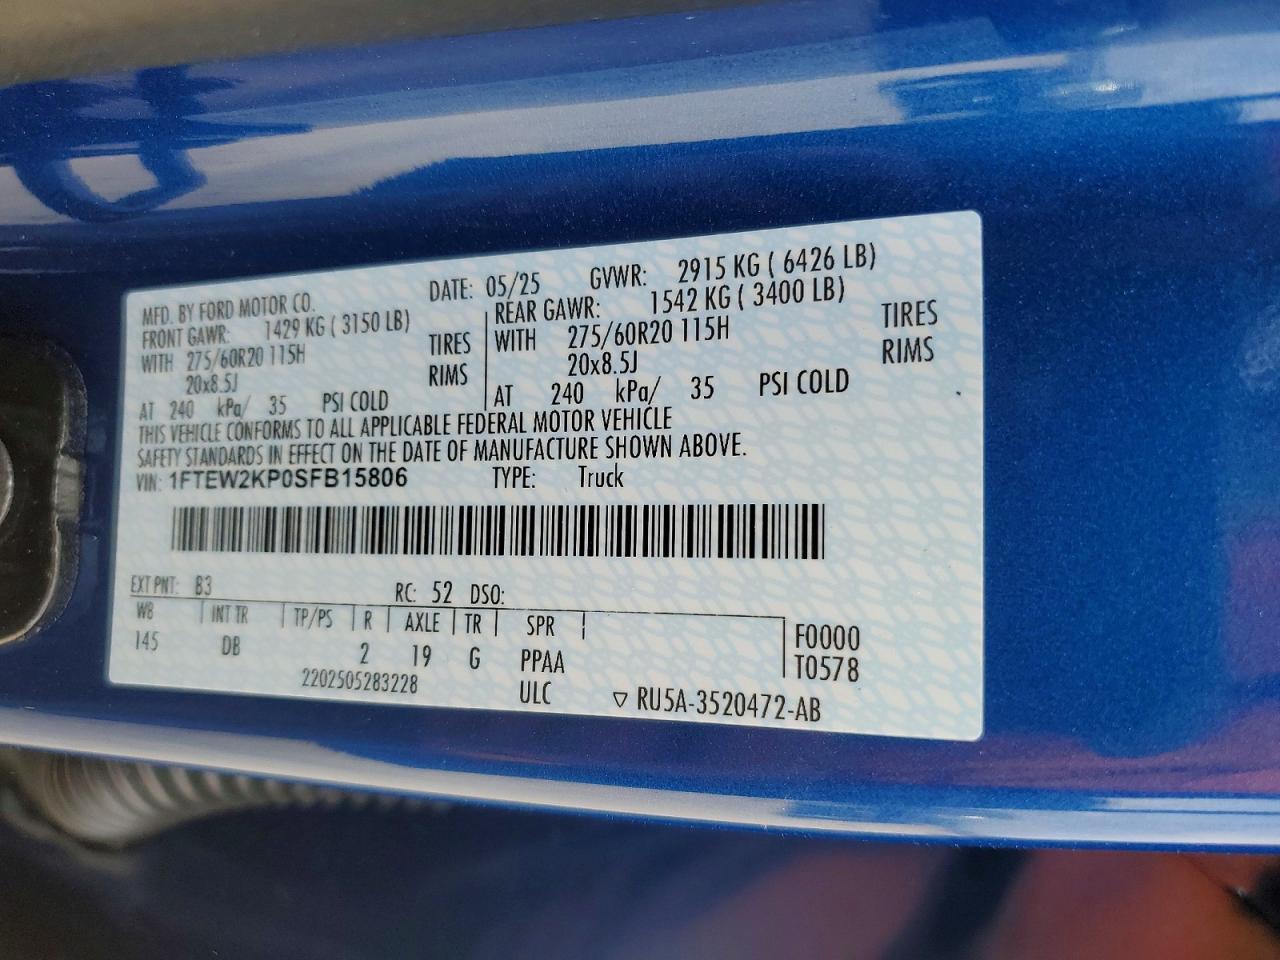 MFD. BY FORD MOTOR CO. DATE: 05/25 GVWR: 2915 KG ( 6426 LB)
FRONT GAWR: 1429 KG ( 3150 LB) REAR GAWR: 1542 KG ( 3400 LB)
WITH 275/60R20 115H TIRES WITH 275/60R20 115H TIRES
20x8.5J RIMS 20x8.5J RIMS
AT 240 kPa/ 35 PSI COLD AT 240 kPa/ 35 PSI COLD
THIS VEHICLE CONFORMS TO ALL APPLICABLE FEDERAL MOTOR VEHICLE
SAFETY STANDARDS IN EFFECT ON THE DATE OF MANUFACTURE SHOWN ABOVE.
VIN: 1FTEW2KP0SFB15806 TYPE: Truck
EXT PNT: B3 RC: 52 DSO:
WB INT TR TP/PS R AXLE TR SPR F0000
145 DB 2 19 G PPAA T0578
2202505283228 ULC ▽ RU5A-3520472-AB